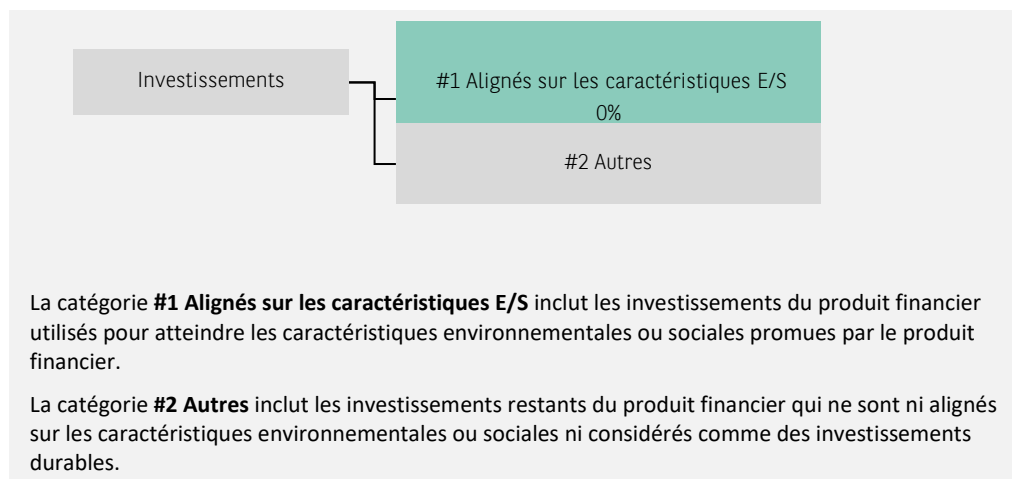 Investissements
#1 Alignés sur les caractéristiques E/S
0%
#2 Autres
La catégorie #1 Alignés sur les caractéristiques E/S inclut les investissements du produit financier
utilisés pour atteindre les caractéristiques environnementales ou sociales promues par le produit
financier.
La catégorie #2 Autres inclut les investissements restants du produit financier qui ne sont ni alignés
sur les caractéristiques environnementales ou sociales ni considérés comme des investissements
durables.